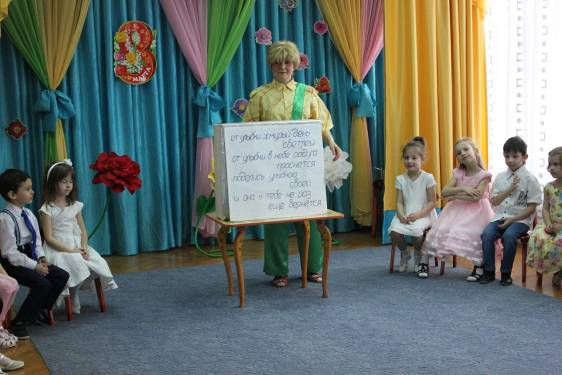 8
МАРТА
от улыбки хмурый день
светлей
от улыбки в небе радуга
проснется
поделись улыбкою
своей
и она к тебе не раз
еще вернется